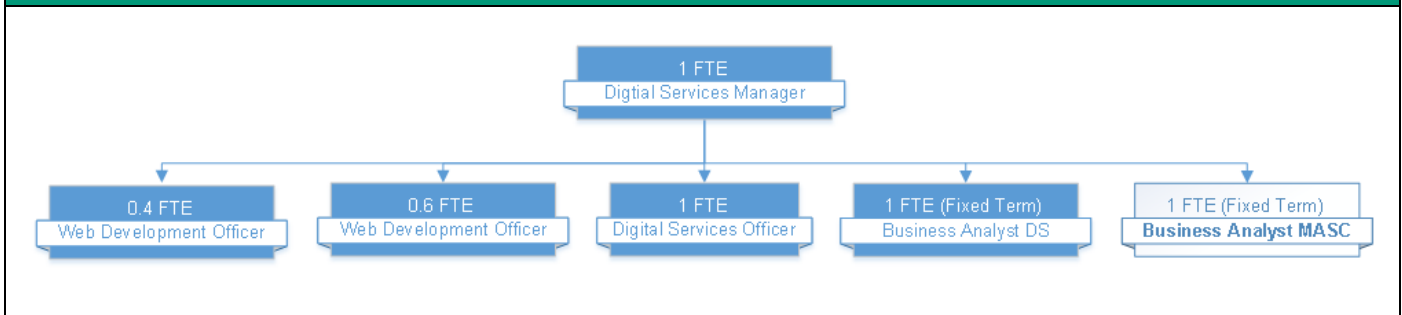 1 FTE
Digtial Services Manager
0.4 FTE
Web Development Officer
0.6 FTE
Web Development Officer
1 FTE
Digital Services Officer
1 FTE (Fixed Term)
Business Analyst DS
1 FTE (Fixed Term)
Business Analyst MASC